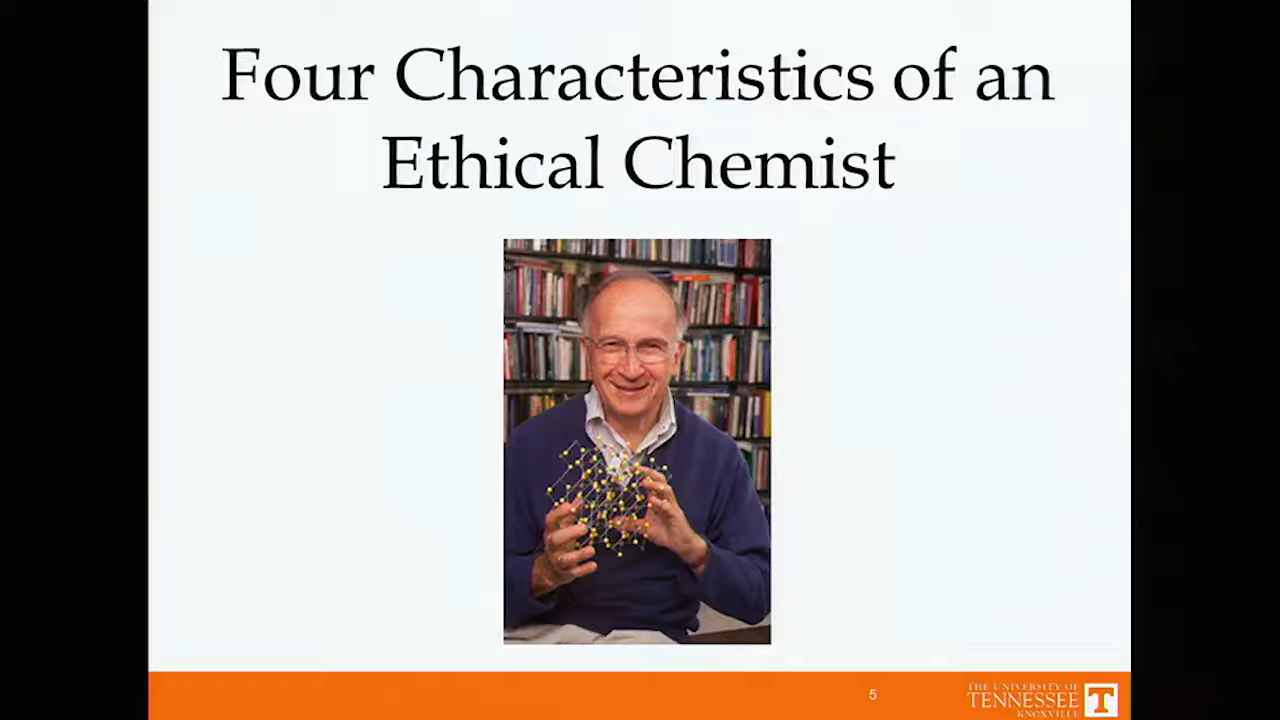 Four Characteristics of an
Ethical Chemist
5
THE UNIVERSITY OF
TENNESSEE
KNOXVILLE
T